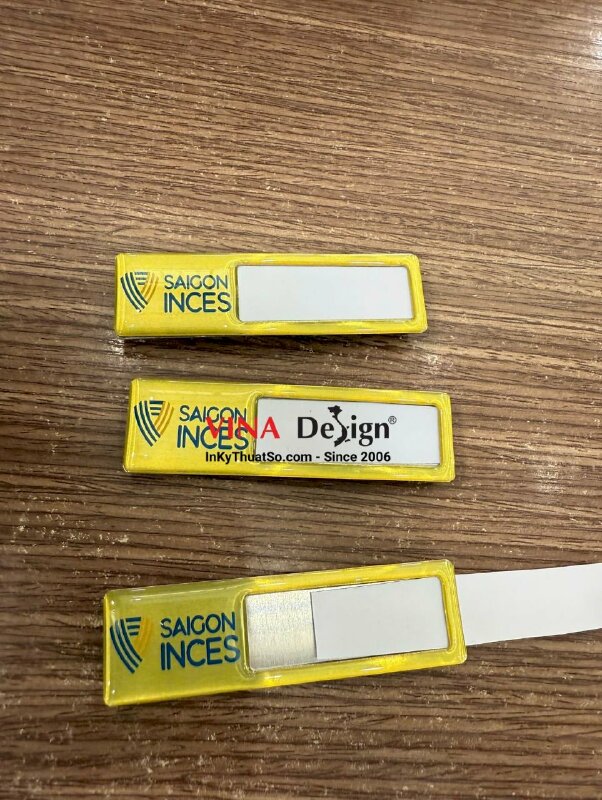 SAIGON
INCES
SAIGON
INCES
VINA Design®
InKyThuatSo.com - Since 2006
SAIGON
INCES